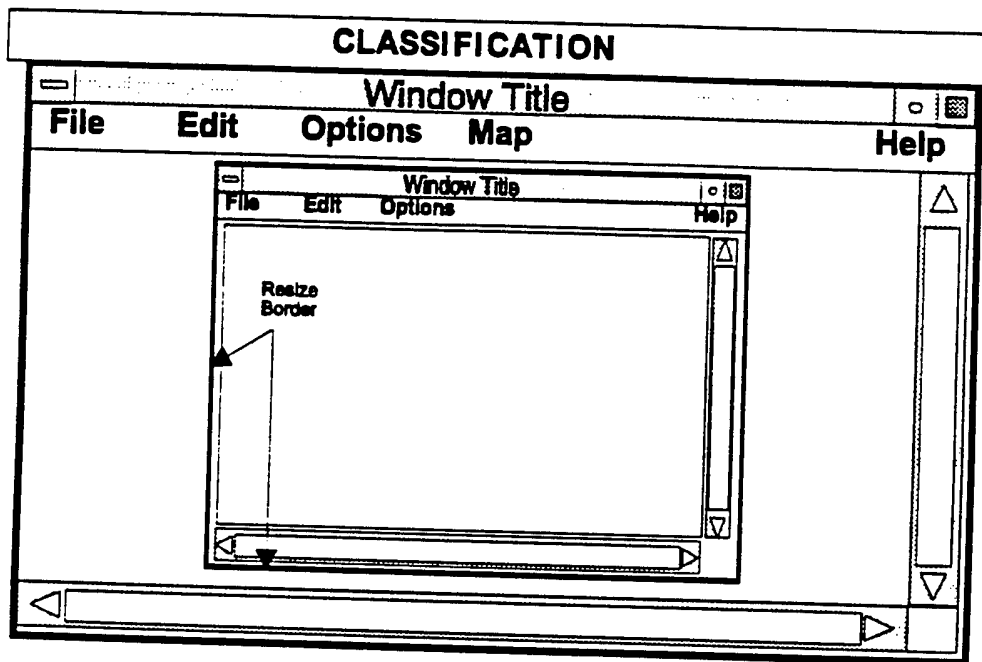 CLASSIFICATION
Window Title
File Edit Options Map Help
Window Title
File Edit Options Help
Resize
Border